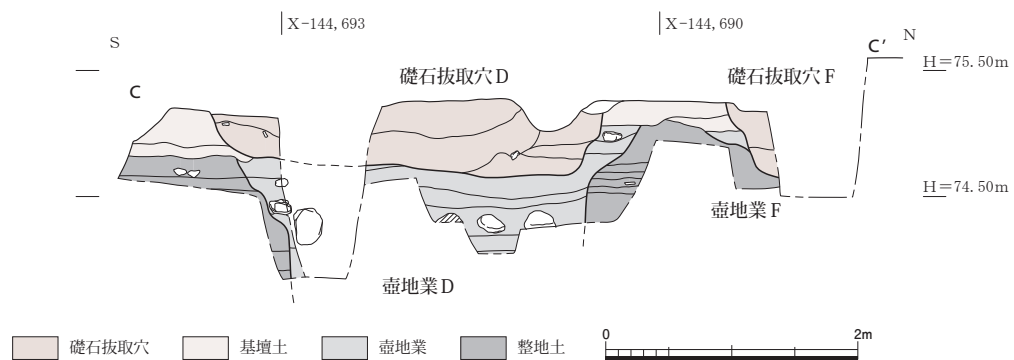 S
X-144,693
X-144,690
N
C
C′
H=75.50m
礎石抜取穴D
礎石抜取穴F
H=74.50m
壺地業F
壺地業D
礎石抜取穴
基壇土
壺地業
整地土
0
2m